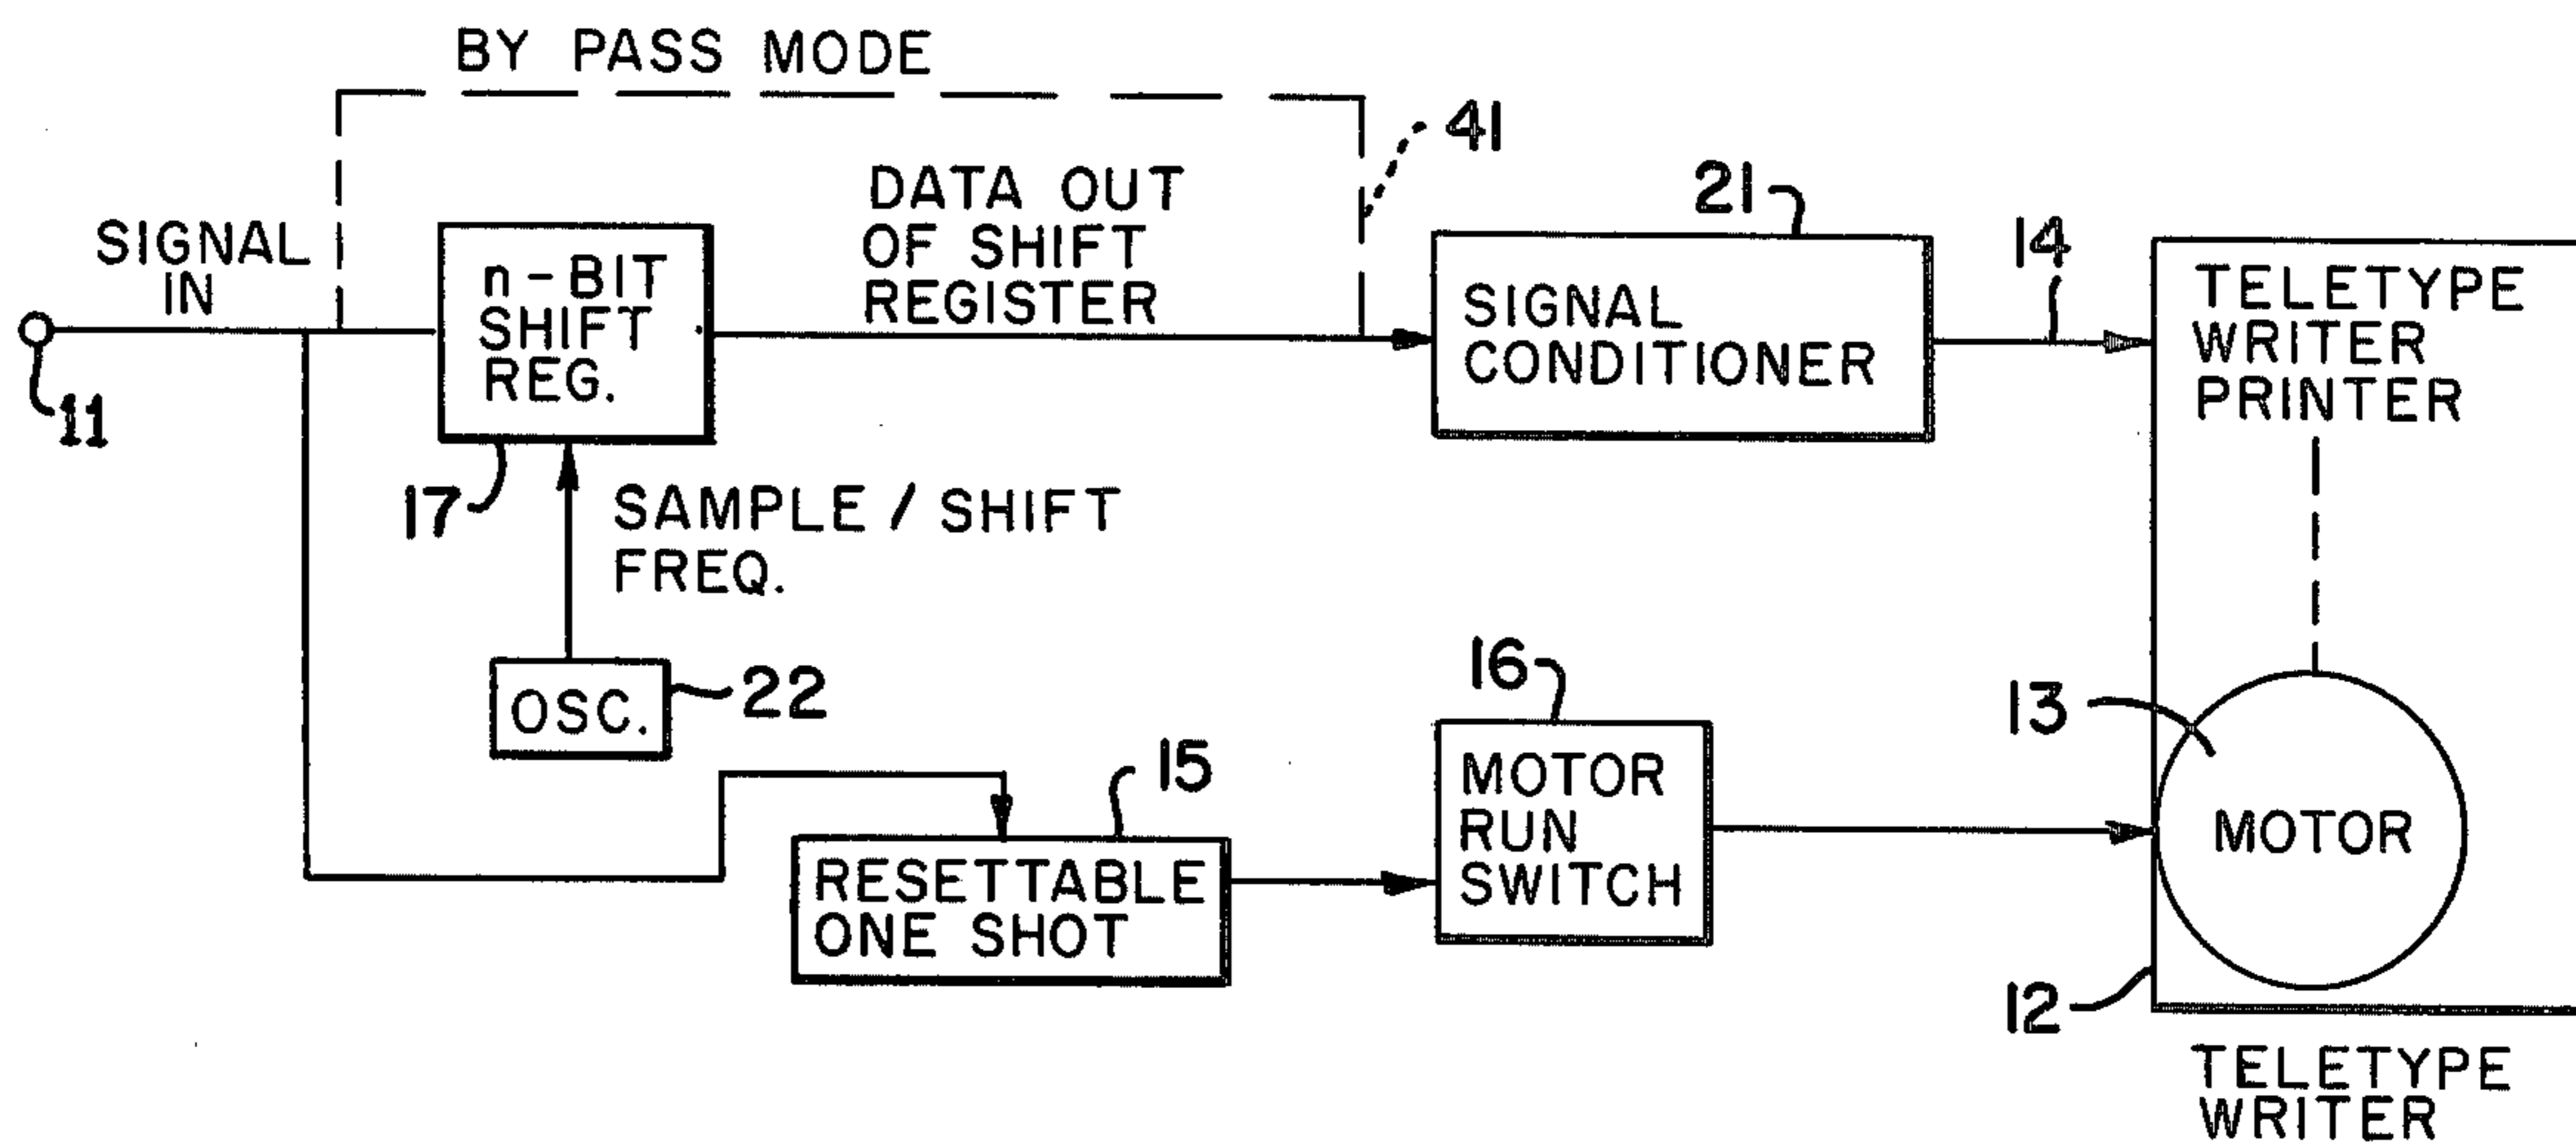 BY PASS MODE
41
SIGNAL
IN
11
n-BIT
SHIFT
REG.
17
DATA OUT
OF SHIFT
REGISTER
21
SIGNAL
CONDITIONER
14
TELETYPE
WRITER
PRINTER
SAMPLE / SHIFT
FREQ.
OSC.
22
15
RESETTABLE
ONE SHOT
16
MOTOR
RUN
SWITCH
13
MOTOR
12
TELETYPE
WRITER